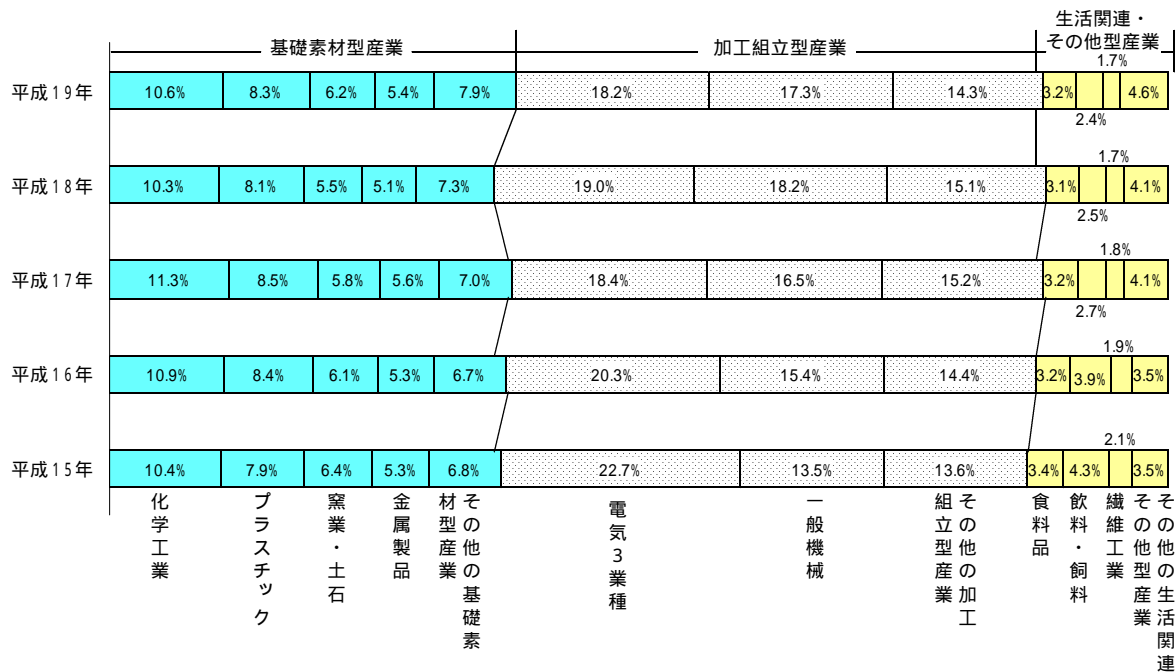 基礎素材型産業
加工組立型産業
生活関連・
その他型産業
平成19年
10.6% 8.3% 6.2% 5.4% 7.9% 18.2% 17.3% 14.3% 3.2% 2.4% 1.7% 4.6%
平成18年
10.3% 8.1% 5.5% 5.1% 7.3% 19.0% 18.2% 15.1% 3.1% 2.5% 1.7% 4.1%
平成17年
11.3% 8.5% 5.8% 5.6% 7.0% 18.4% 16.5% 15.2% 3.2% 2.7% 1.8% 4.1%
平成16年
10.9% 8.4% 6.1% 5.3% 6.7% 20.3% 15.4% 14.4% 3.2% 3.9% 1.9% 3.5%
平成15年
10.4% 7.9% 6.4% 5.3% 6.8% 22.7% 13.5% 13.6% 3.4% 4.3% 2.1% 3.5%
化学工業
プラスチック
窯業・土石
金属製品
その他の基礎素
材型産業
電気3業種
一般機械
その他の加工
組立型産業
食料品
飲料・飼料
繊維工業
その他の生活関連
その他型産業